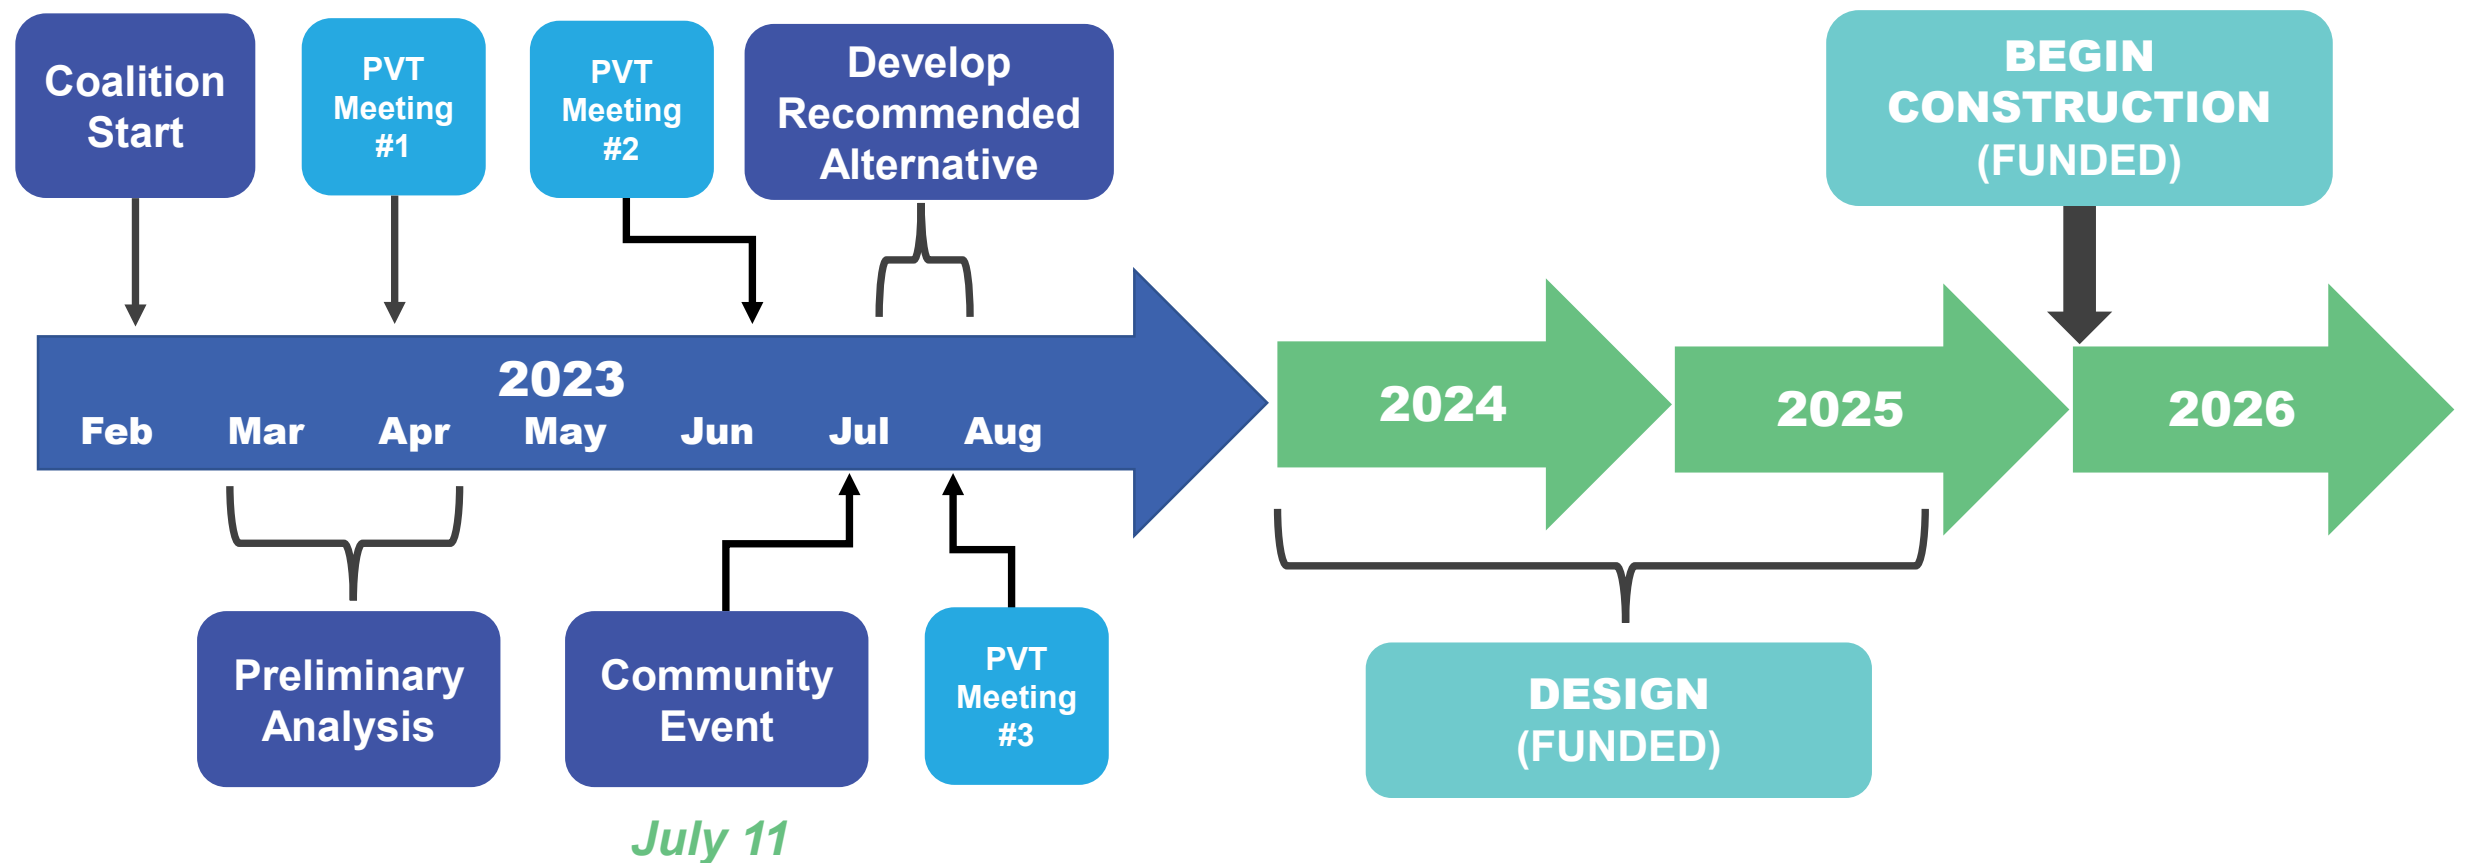 Coalition
Start
PVT
Meeting
#1
PVT
Meeting
#2
Develop
Recommended
Alternative
BEGIN
CONSTRUCTION
(FUNDED)
2023
Feb Mar Apr May Jun Jul Aug
2024
2025
2026
Preliminary
Analysis
Community
Event
July 11
PVT
Meeting
#3
DESIGN
(FUNDED)